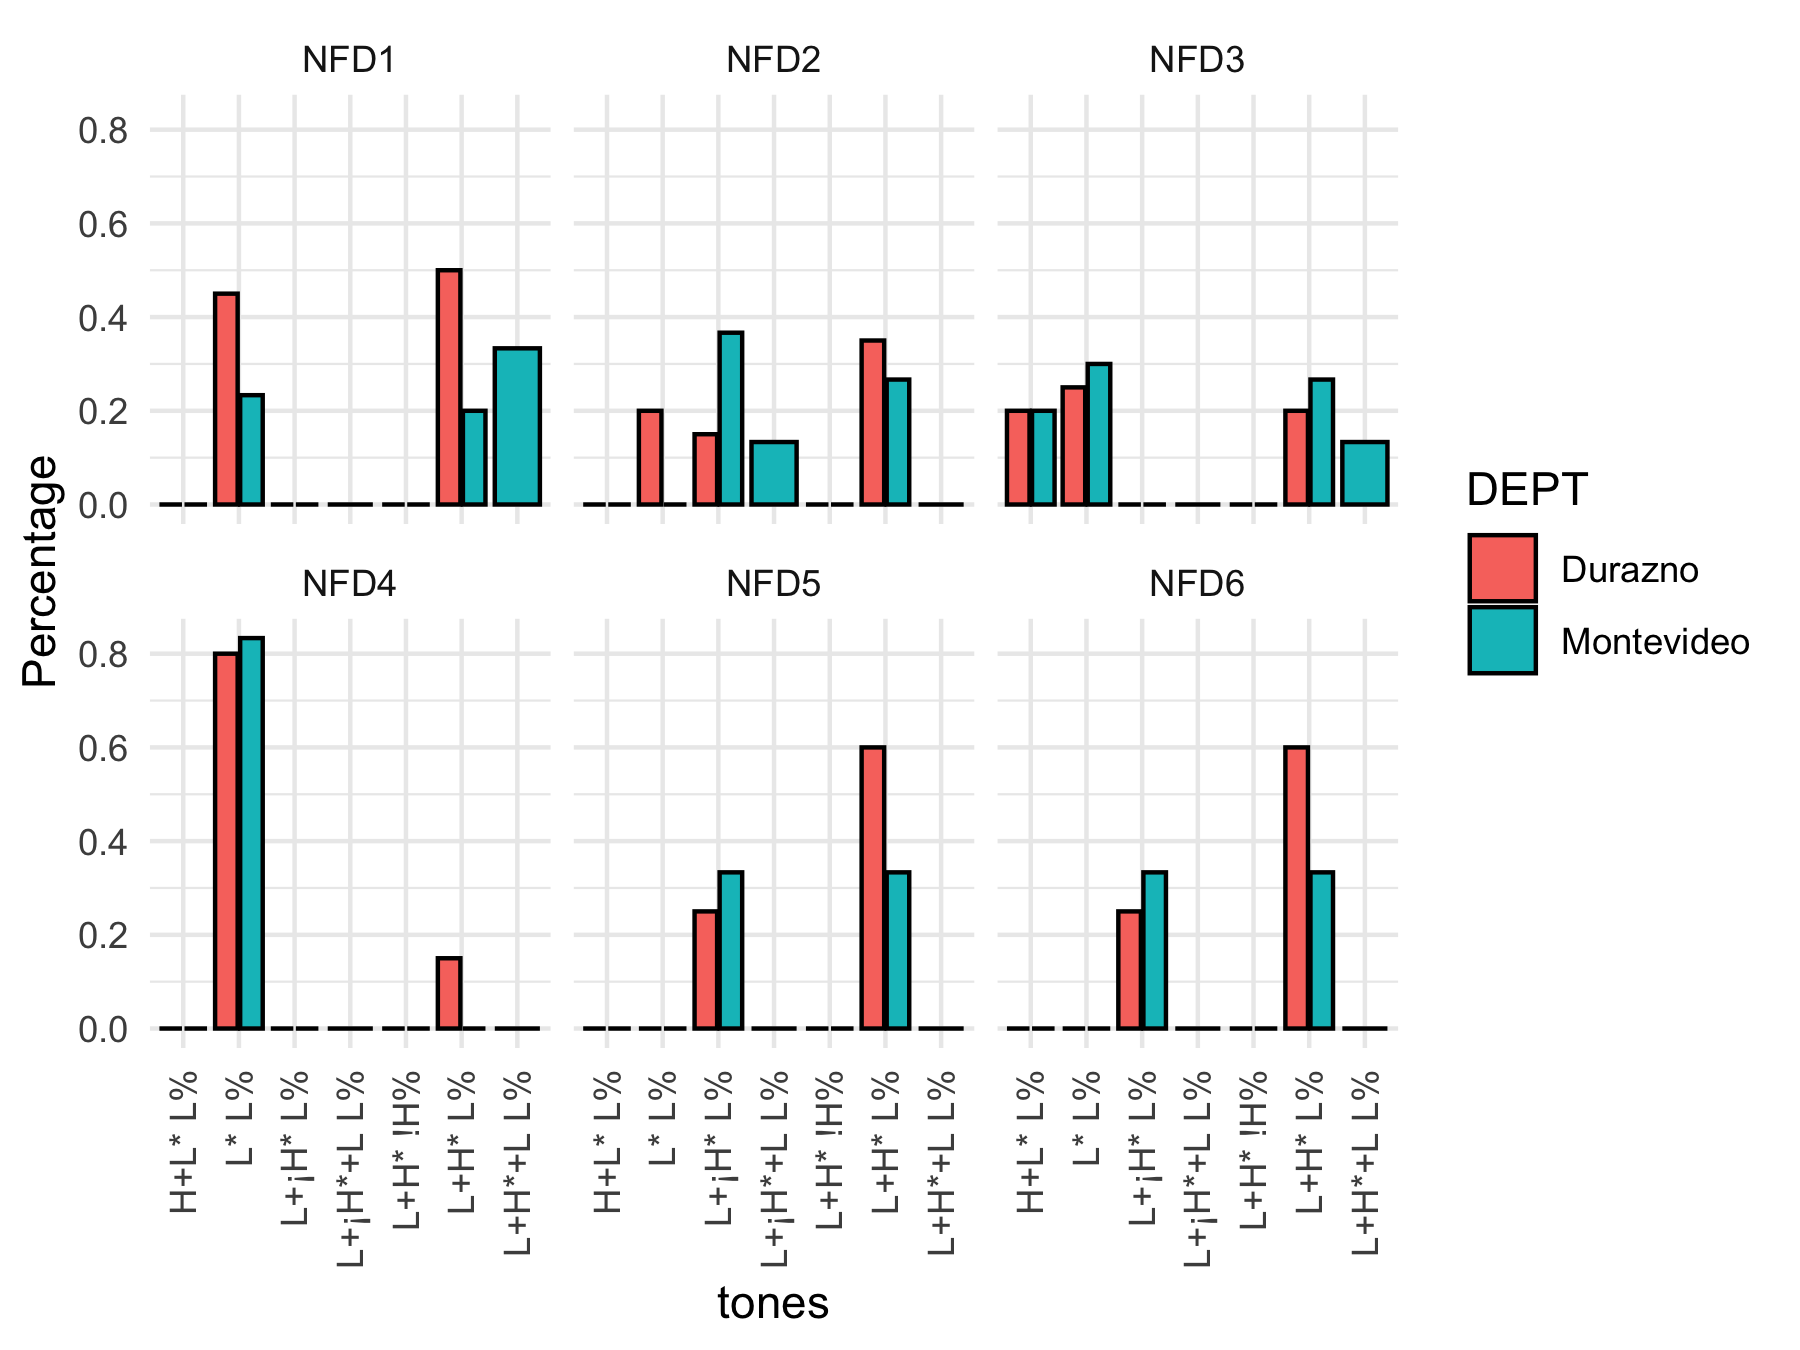 NFD1 NFD2 NFD3
0.8
0.6
0.4
0.2
0.0
NFD4 NFD5 NFD6
0.8
0.6
0.4
0.2
0.0
Percentage
H+L* L%
L* L%
L+¡H* L%
L+¡H*+L L%
L+H* !H%
L+H* L%
L+H*+L L%
H+L* L%
L* L%
L+¡H* L%
L+¡H*+L L%
L+H* !H%
L+H* L%
L+H*+L L%
H+L* L%
L* L%
L+¡H* L%
L+¡H*+L L%
L+H* !H%
L+H* L%
L+H*+L L%
tones
DEPT
Durazno
Montevideo